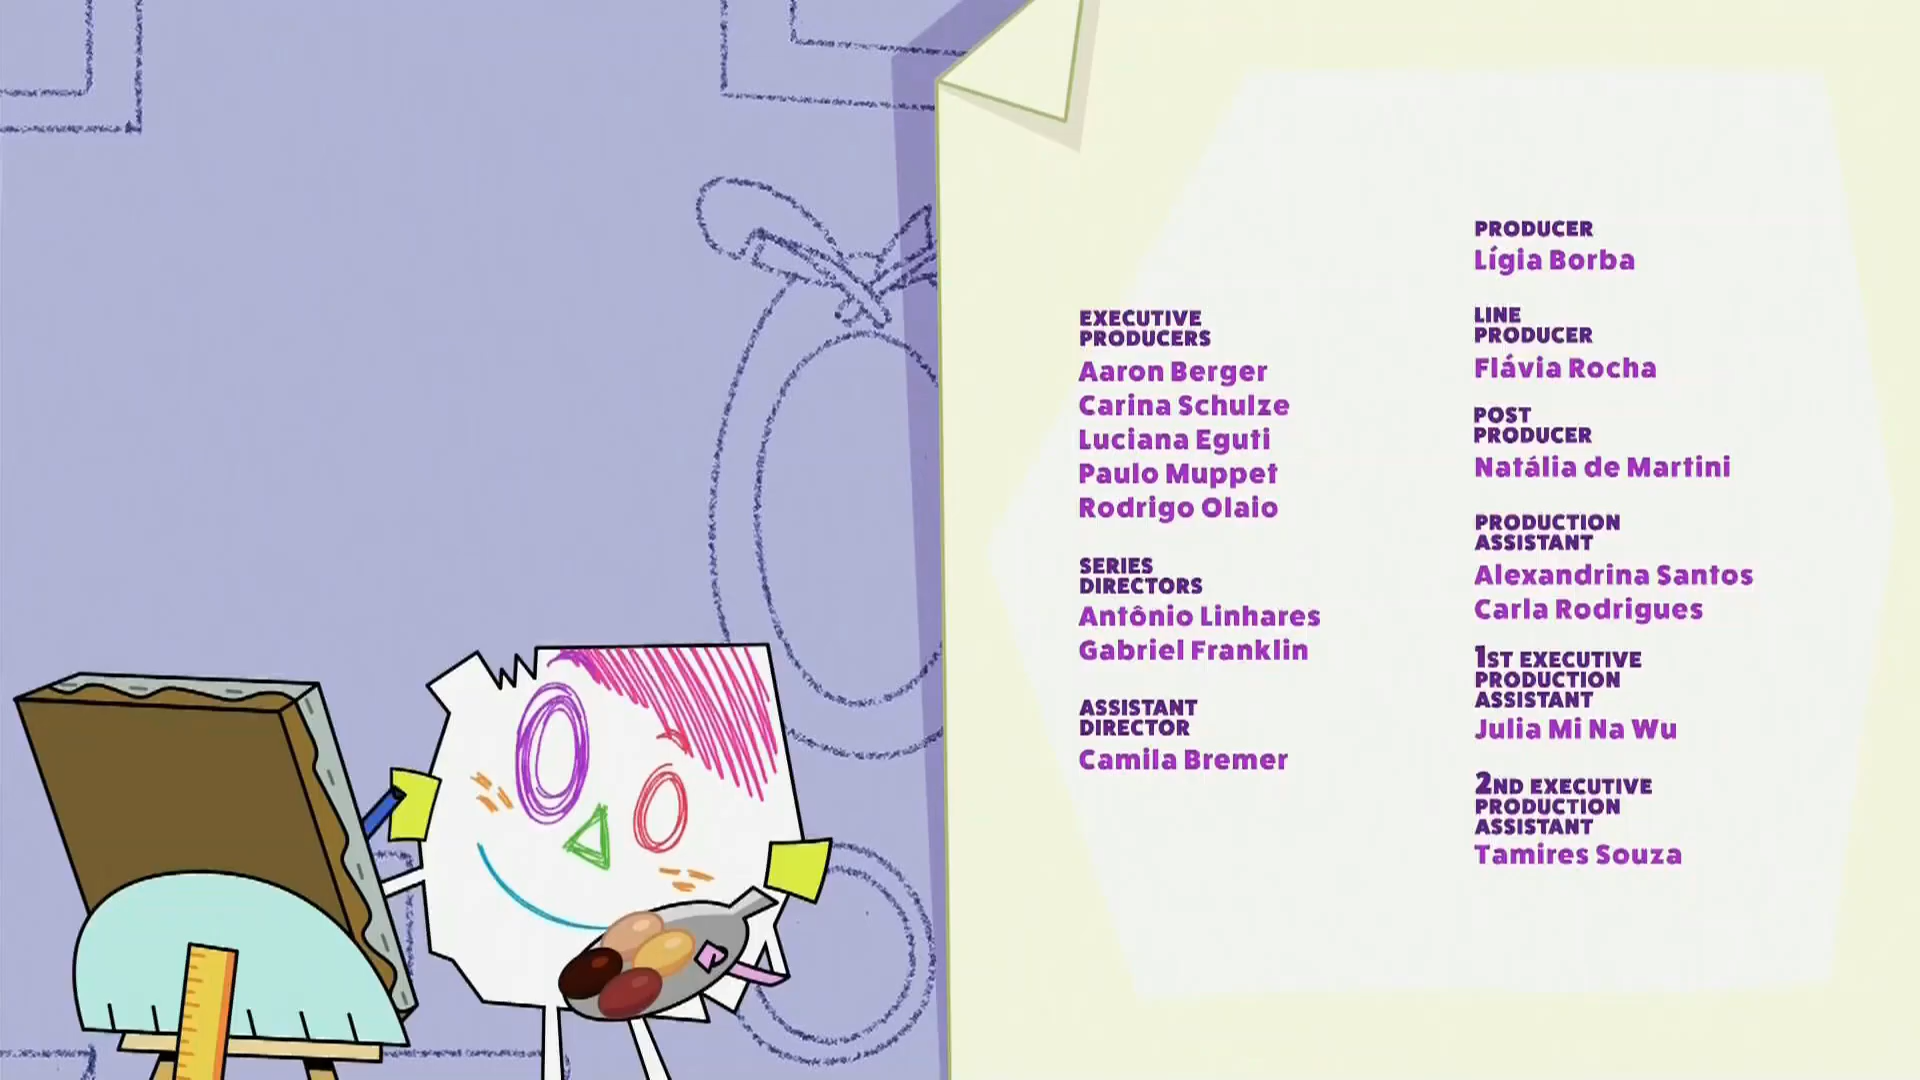 EXECUTIVE
PRODUCERS
Aaron Berger
Carina Schulze
Luciana Eguti
Paulo Muppet
Rodrigo Olaio
SERIES
DIRECTORS
Antônio Linhares
Gabriel Franklin
ASSISTANT
DIRECTOR
Camila Bremer
PRODUCER
Lígia Borba
LINE
PRODUCER
Flávia Rocha
POST
PRODUCER
Natália de Martini
PRODUCTION
ASSISTANT
Alexandrina Santos
Carla Rodrigues
1ST EXECUTIVE
PRODUCTION
ASSISTANT
Julia Mi Na Wu
2ND EXECUTIVE
PRODUCTION
ASSISTANT
Tamires Souza